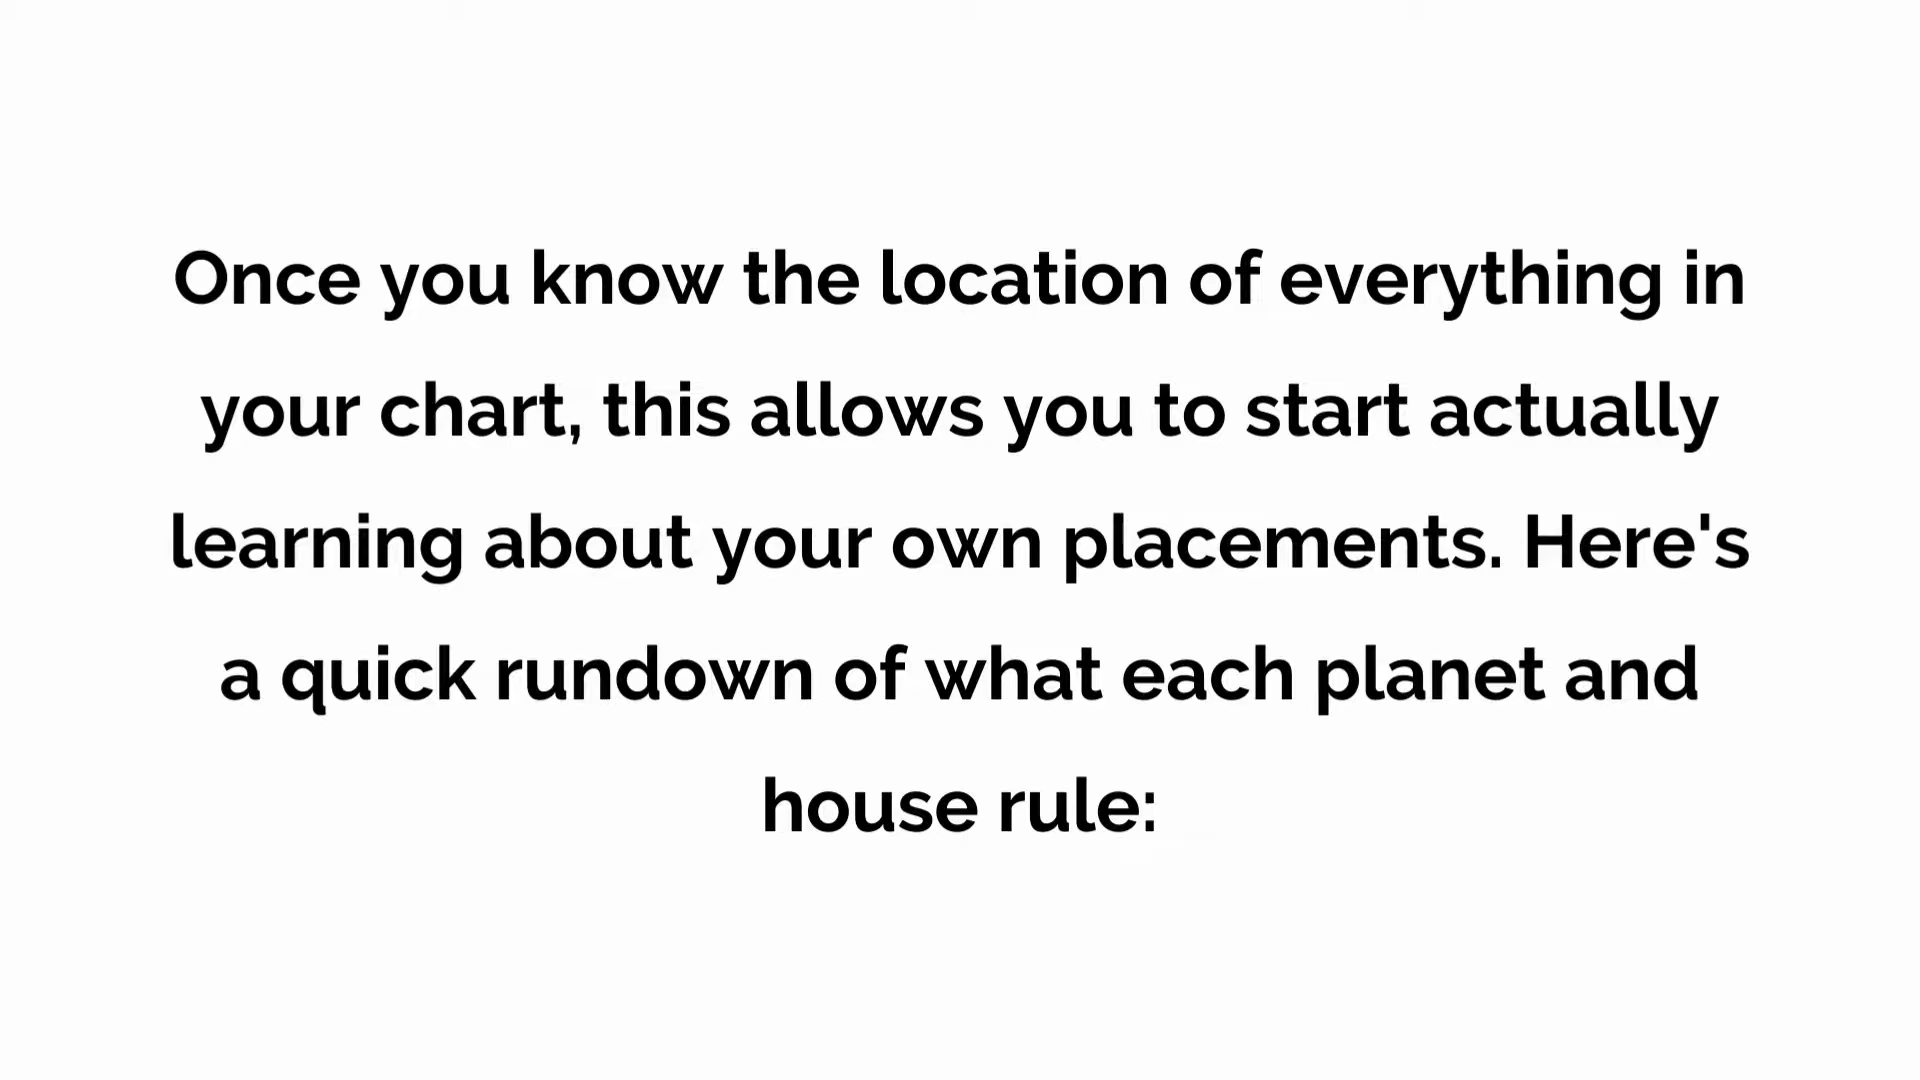 Once you know the location of everything in
your chart, this allows you to start actually
learning about your own placements. Here's
a quick rundown of what each planet and
house rule: